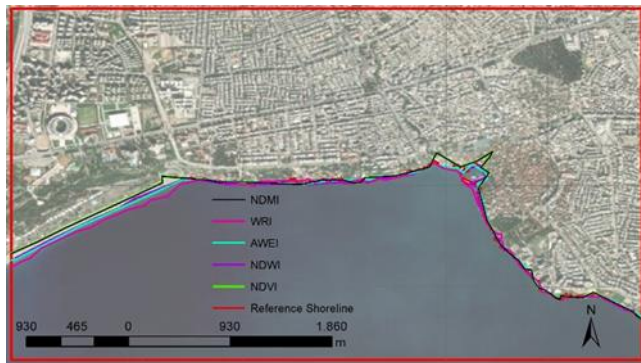 NDMI
WRI
AWEI
NDWI
NDVI
Reference Shoreline
930 465 0 930 1.860
m
N